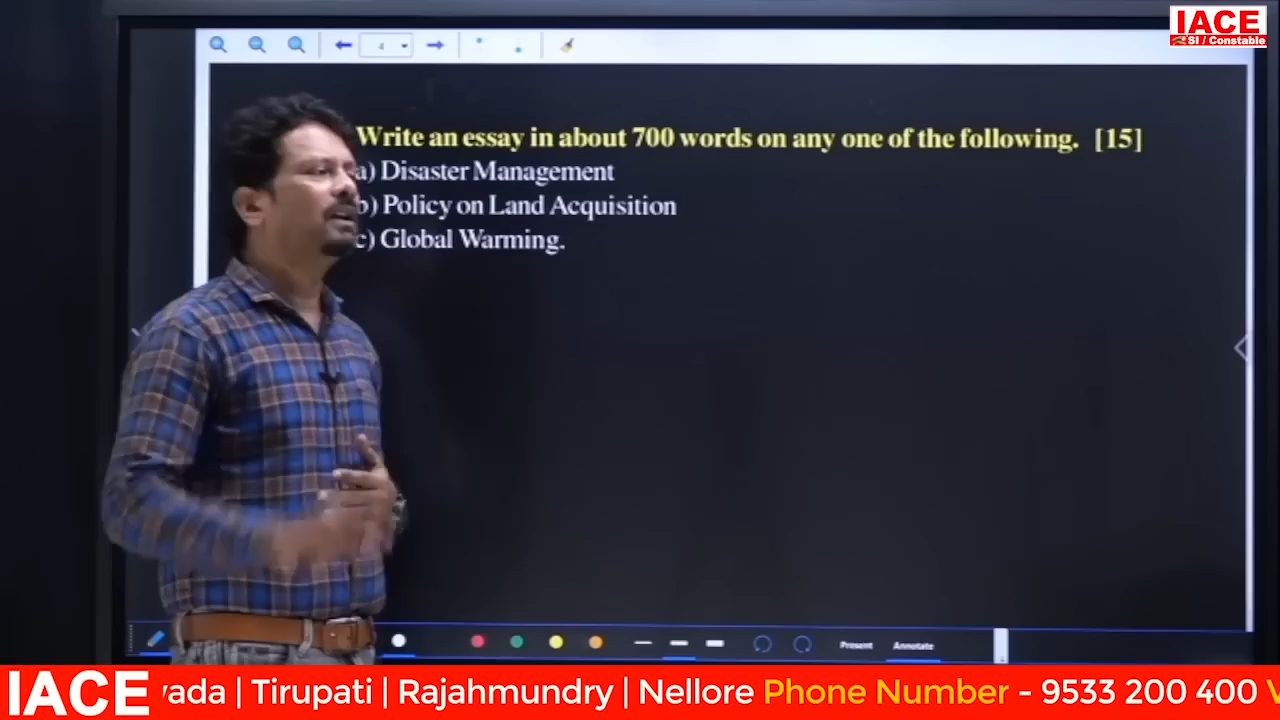 IACE
SI / Constable
4
Write an essay in about 700 words on any one of the following. [15]
a) Disaster Management
b) Policy on Land Acquisition
c) Global Warming.
Present Annotate
IACE vada | Tirupati | Rajahmundry | Nellore Phone Number - 9533 200 400 V